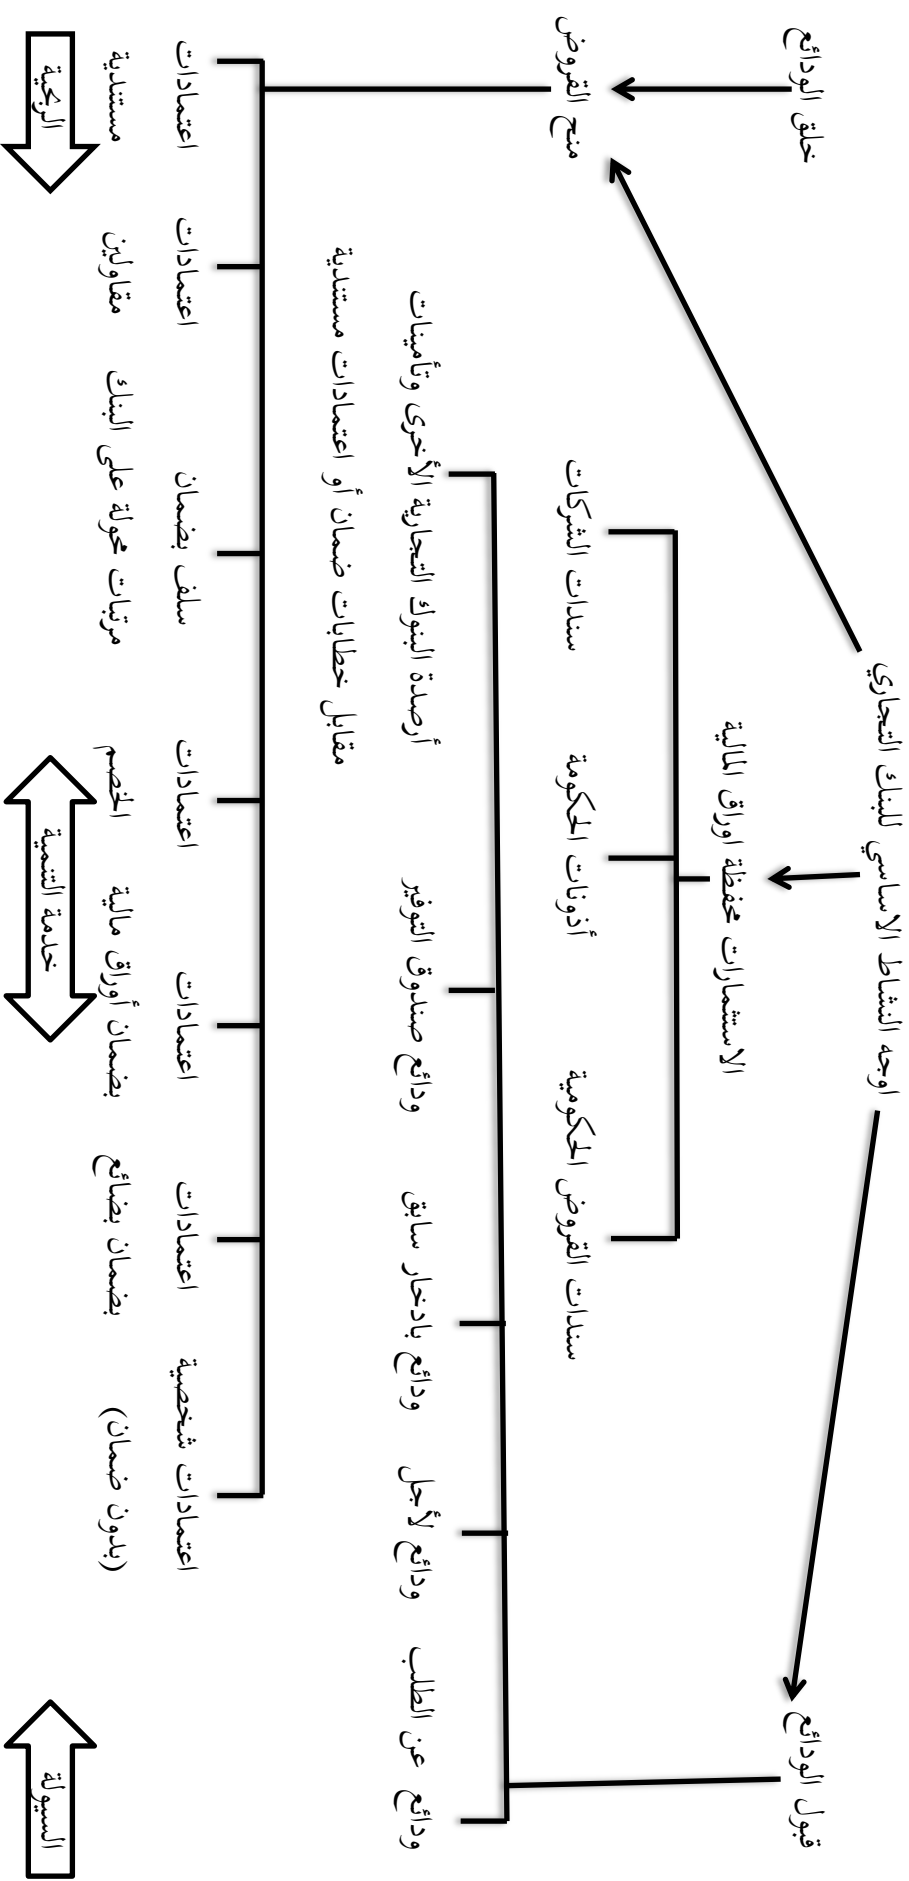 اوجه النشاط الاساسي للبنك التجاري
قبول الودائع
خلق الودائع
الاستثمارات محفظة اوراق المالية
منح القروض
سندات القروض الحكومية
أذونات الحكومة
سندات الشركات
ودائع عن الطلب
ودائع لأجل
ودائع بادخار سابق
ودائع صندوق التوفير
أرصدة البنوك التجارية الأخرى وتأمينات
مقابل خطابات ضمان أو اعتمادات مستندية
اعتمادات شخصية
(بدون ضمان)
اعتمادات
بضمان بضائع
اعتمادات
بضمان أوراق مالية
اعتمادات
الخصم
سلف بضمان
مرتبات محولة على البنك
اعتمادات
مقاولين
اعتمادات
مستندية
السيولة
خدمة التنمية
الربحية